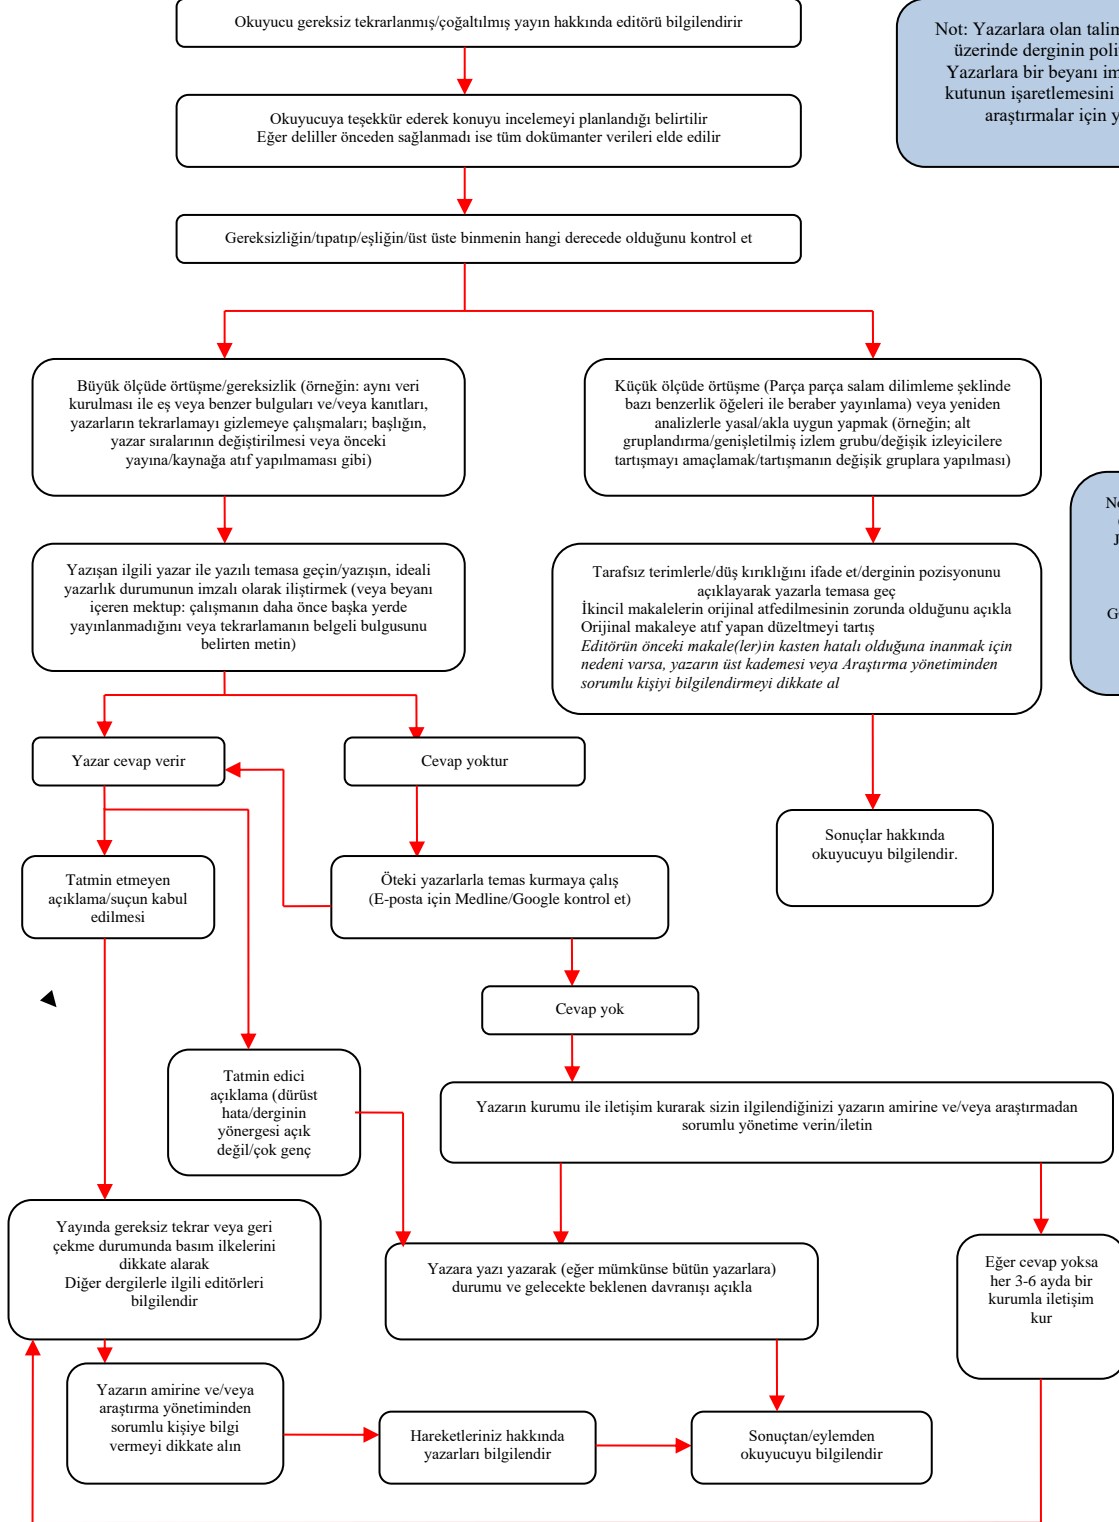 Okuyucu gereksiz tekrarlanmış/çoğaltılmış yayın hakkında editörü bilgilendirir
Not: Yazarlara olan talim
üzerinde derginin poli
Yazarlara bir beyanı im
kutunun işaretlemesini
araştırmalar için y
Okuyucuya teşekkür ederek konuyu incelemeyi planlandığı belirtilir
Eğer deliller önceden sağlanmadı ise tüm dokümanter verileri elde edilir
Gereksizliğin/tıpatıp/eşliğin/üst üste binmenin hangi derecede olduğunu kontrol et
Büyük ölçüde örtüşme/gereksizlik (örneğin: aynı veri
kurulması ile eş veya benzer bulguları ve/veya kanıtları,
yazarların tekrarlamayı gizlemeye çalışmaları; başlığın,
yazar sıralarının değiştirilmesi veya önceki
yayına/kaynağa atıf yapılmaması gibi)
Küçük ölçüde örtüşme (Parça parça salam dilimleme şeklinde
bazı benzerlik öğeleri ile beraber yayınlama) veya yeniden
analizlerle yasal/akla uygun yapmak (örneğin; alt
gruplandırma/genişletilmiş izlem grubu/değişik izleyicilere
tartışmayı amaçlamak/tartışmanın değişik gruplara yapılması)
Yazışan ilgili yazar ile yazılı temasa geçin/yazışın, ideali
yazarlık durumunun imzalı olarak iliştirmek (veya beyanı
içeren mektup: çalışmanın daha önce başka yerde
yayınlanmadığını veya tekrarlamanın belgeli bulgusunu
belirten metin)
Tarafsız terimlerle/düş kırıklığını ifade et/derginin pozisyonunu
açıklayarak yazarla temasa geç
İkincil makalelerin orijinal atfedilmesinin zorunda olduğunu açıkla
Orijinal makaleye atıf yapan düzeltmeyi tartış
Editörün önceki makale(ler)in kasten hatalı olduğuna inanmak için
nedeni varsa, yazarın üst kademesi veya Araştırma yönetiminden
sorumlu kişiyi bilgilendirmeyi dikkate al
Yazar cevap verir
Cevap yoktur
Sonuçlar hakkında
okuyucuyu bilgilendir.
Tatmin etmeyen
açıklama/suçun kabul
edilmesi
Öteki yazarlarla temas kurmaya çalış
(E-posta için Medline/Google kontrol et)
Cevap yok
Tatmin edici
açıklama (dürüst
hata/derginin
yönergesi açık
değil/çok genç
Yazarın kurumu ile iletişim kurarak sizin ilgilendiğinizi yazarın amirine ve/veya araştırmadan
sorumlu yönetime verin/iletin
Yayında gereksiz tekrar veya geri
çekme durumunda basım ilkelerini
dikkate alarak
Diğer dergilerle ilgili editörleri
bilgilendir
Yazara yazı yazarak (eğer mümkünse bütün yazarlara)
durumu ve gelecekte beklenen davranışı açıkla
Eğer cevap yoksa
her 3-6 ayda bir
kurumla iletişim
kur
Yazarın amirine ve/veya
araştırma yönetiminden
sorumlu kişiye bilgi
vermeyi dikkate alın
Hareketleriniz hakkında
yazarları bilgilendir
Sonuçtan/eylemden
okuyucuyu bilgilendir